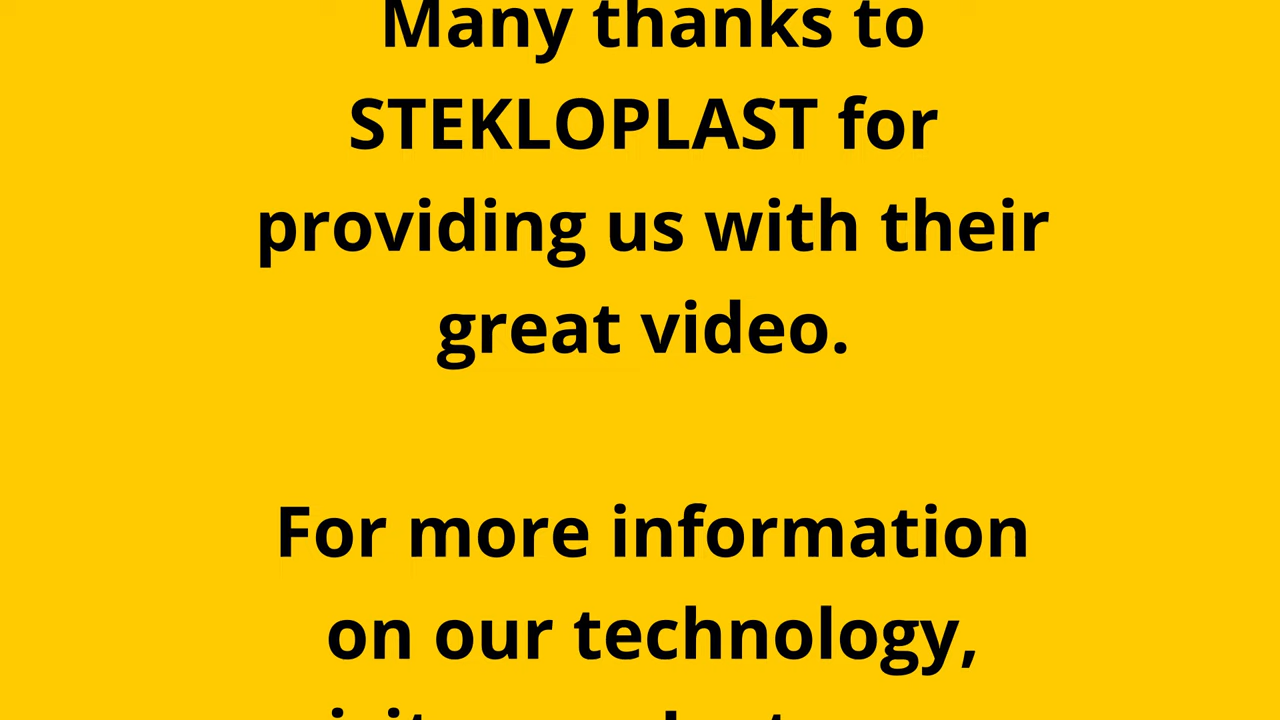 Many thanks to
STEKLOPLAST for
providing us with their
great video.
For more information
on our technology,